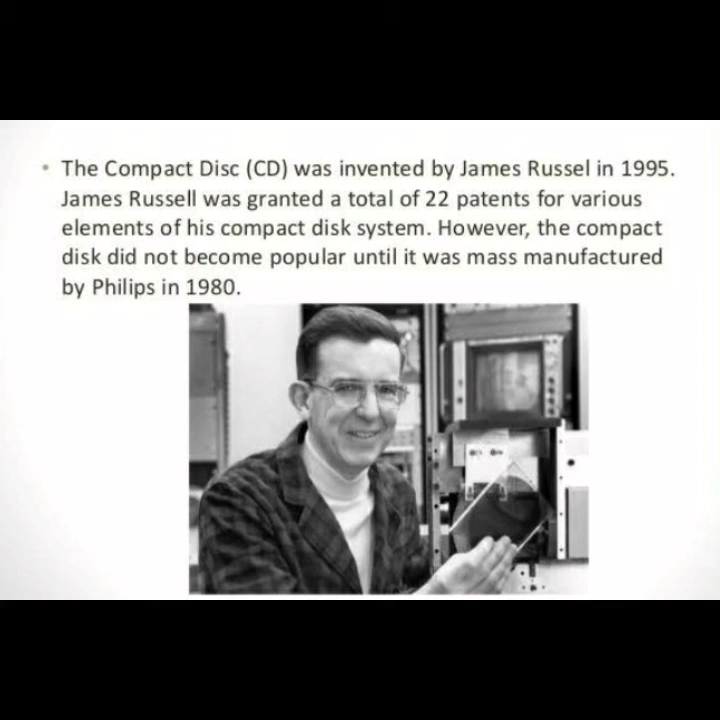 • The Compact Disc (CD) was invented by James Russel in 1995.
James Russell was granted a total of 22 patents for various
elements of his compact disk system. However, the compact
disk did not become popular until it was mass manufactured
by Philips in 1980.